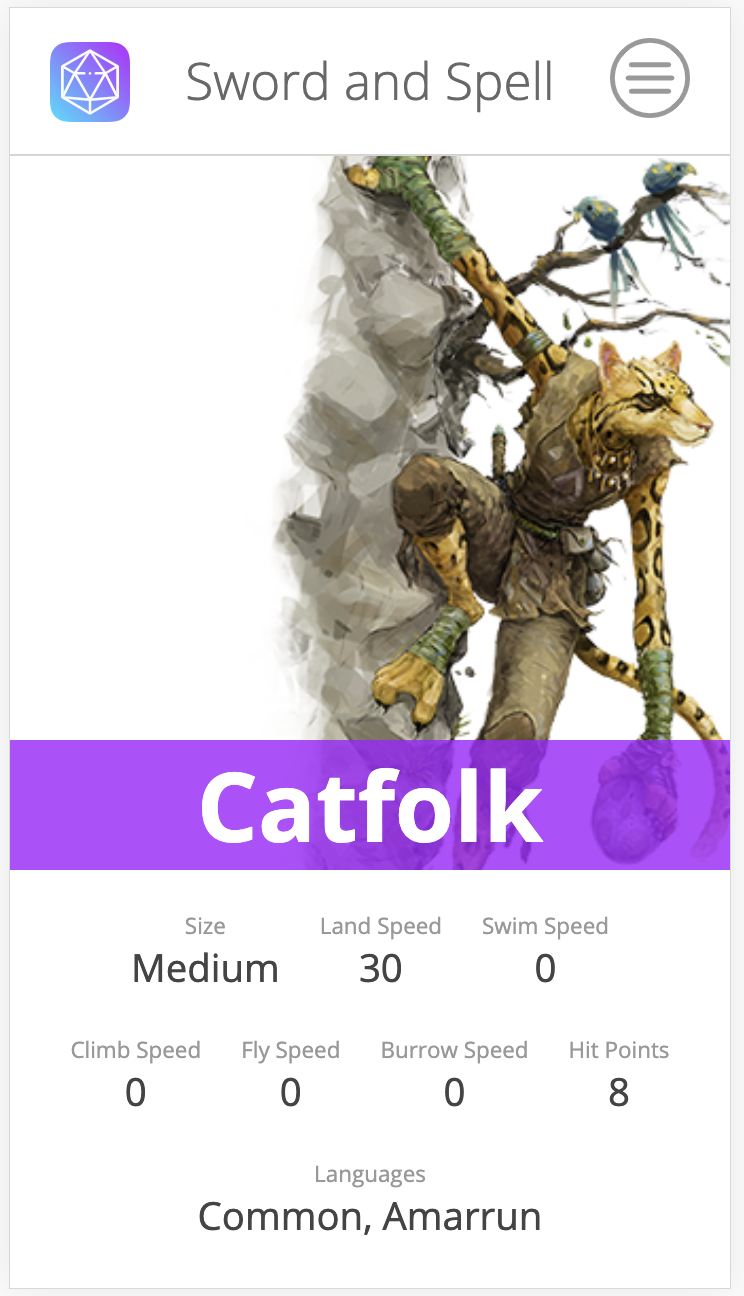 Sword and Spell
Catfolk
Size Land Speed Swim Speed
Medium 30 0
Climb Speed Fly Speed Burrow Speed Hit Points
0 0 0 8
Languages
Common, Amarrun